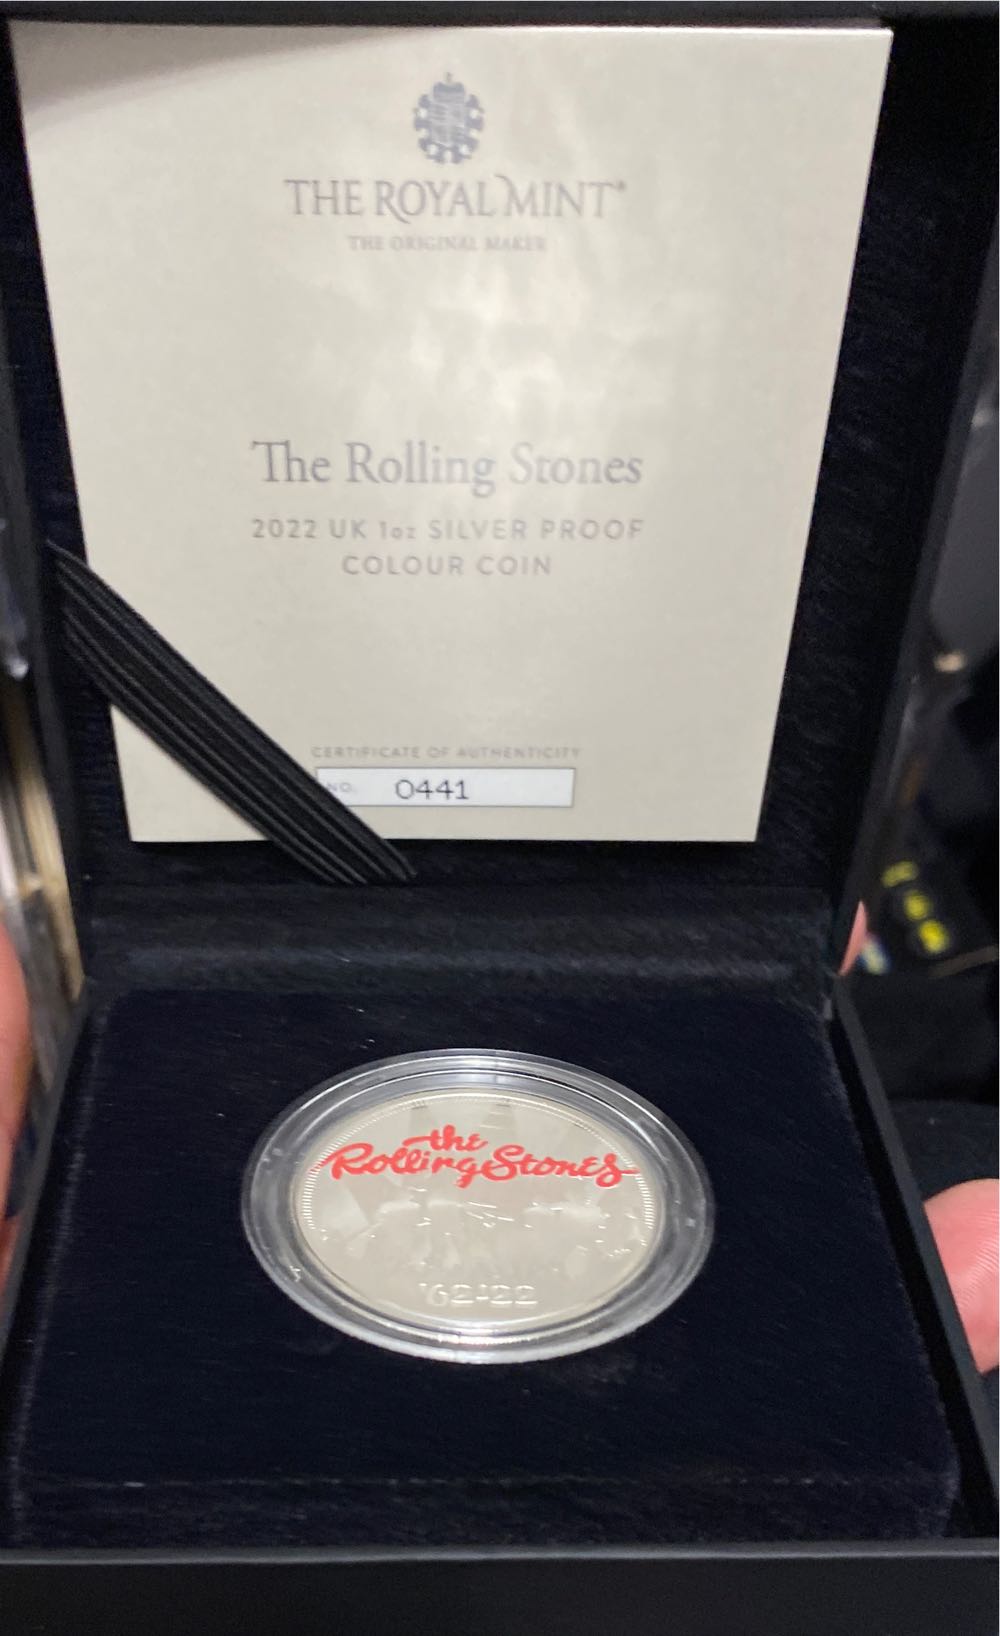 THE ROYAL MINT®
THE ORIGINAL MAKER
The Rolling Stones
2022 UK 1oz SILVER PROOF
COLOUR COIN
CERTIFICATE OF AUTHENTICITY
NO. 0441
the
Rolling Stones
'62-'22